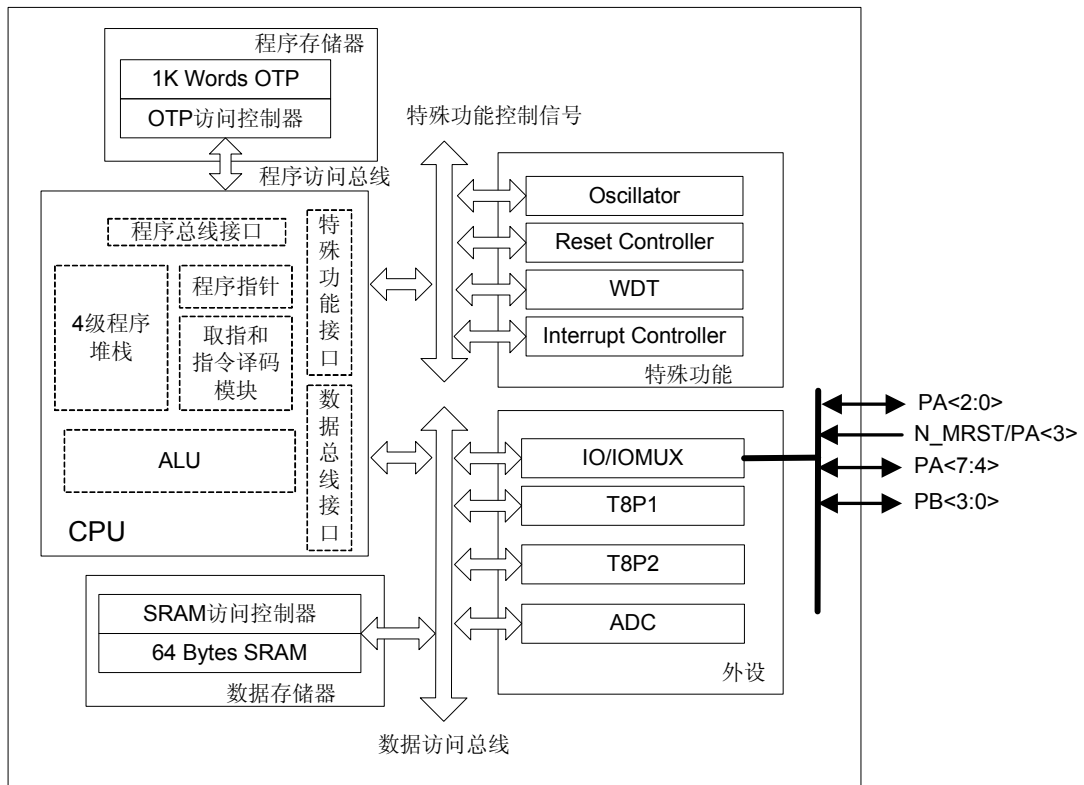 程序存储器
1K Words OTP
OTP访问控制器
程序访问总线
程序总线接口
4级程序
堆栈
程序指针
取指和
指令译码
模块
ALU
CPU
特
殊
功
能
接
口
数
据
总
线
接
口
SRAM访问控制器
64 Bytes SRAM
数据存储器
特殊功能控制信号
Oscillator
Reset Controller
WDT
Interrupt Controller
特殊功能
IO/IOMUX
T8P1
T8P2
ADC
外设
数据访问总线
PA<2:0>
N_MRST/PA<3>
PA<7:4>
PB<3:0>